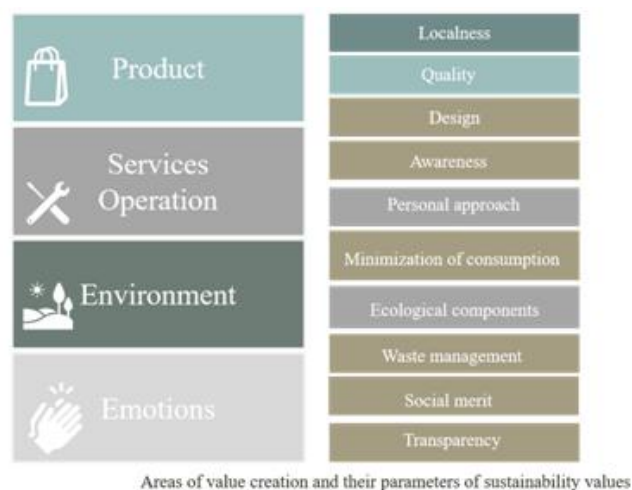 Product
Services
Operation
Environment
Emotions
Localness
Quality
Design
Awareness
Personal approach
Minimization of consumption
Ecological components
Waste management
Social merit
Transparency
Areas of value creation and their parameters of sustainability values